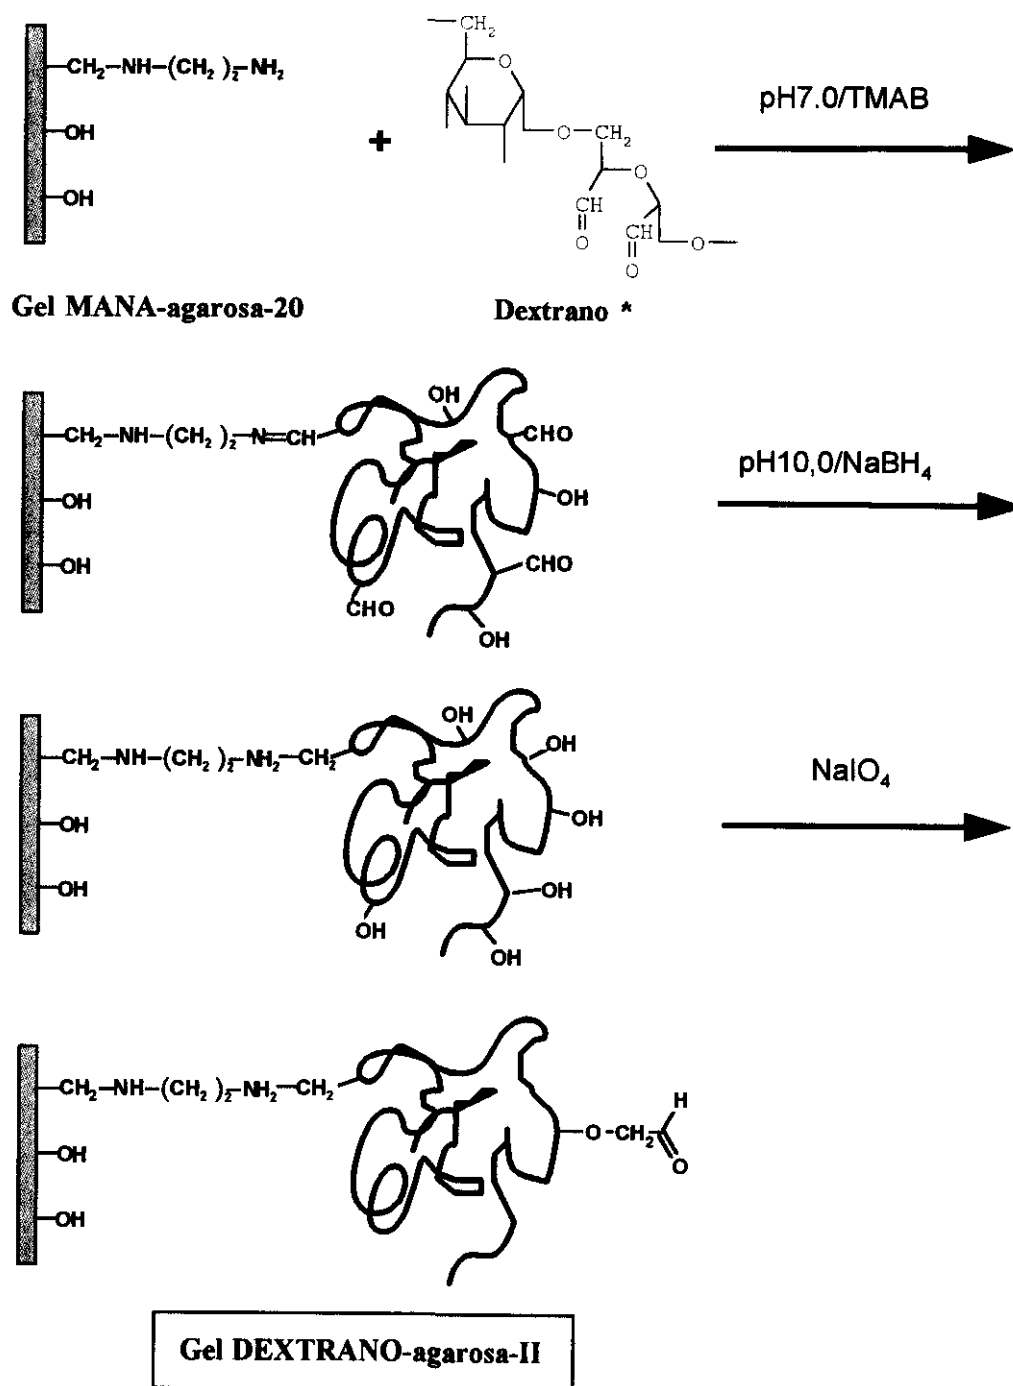 CH₂
CH₂–NH–(CH₂)₂–NH₂
O
pH7.0/TMAB
OH
+
O
CH₂
O
OH
CH
O
CH
O
O
Gel MANA-agarosa-20
Dextrano *
OH
CH₂–NH–(CH₂)₂–N=CH
CHO
pH10,0/NaBH₄
OH
OH
OH
CHO
CHO
OH
OH
OH
CH₂–NH–(CH₂)₂–NH₂–CH₂
NaIO₄
OH
OH
OH
OH
OH
OH
H
CH₂–NH–(CH₂)₂–NH₂–CH₂
O–CH₂
OH
O
OH
Gel DEXTRANO-agarosa-II